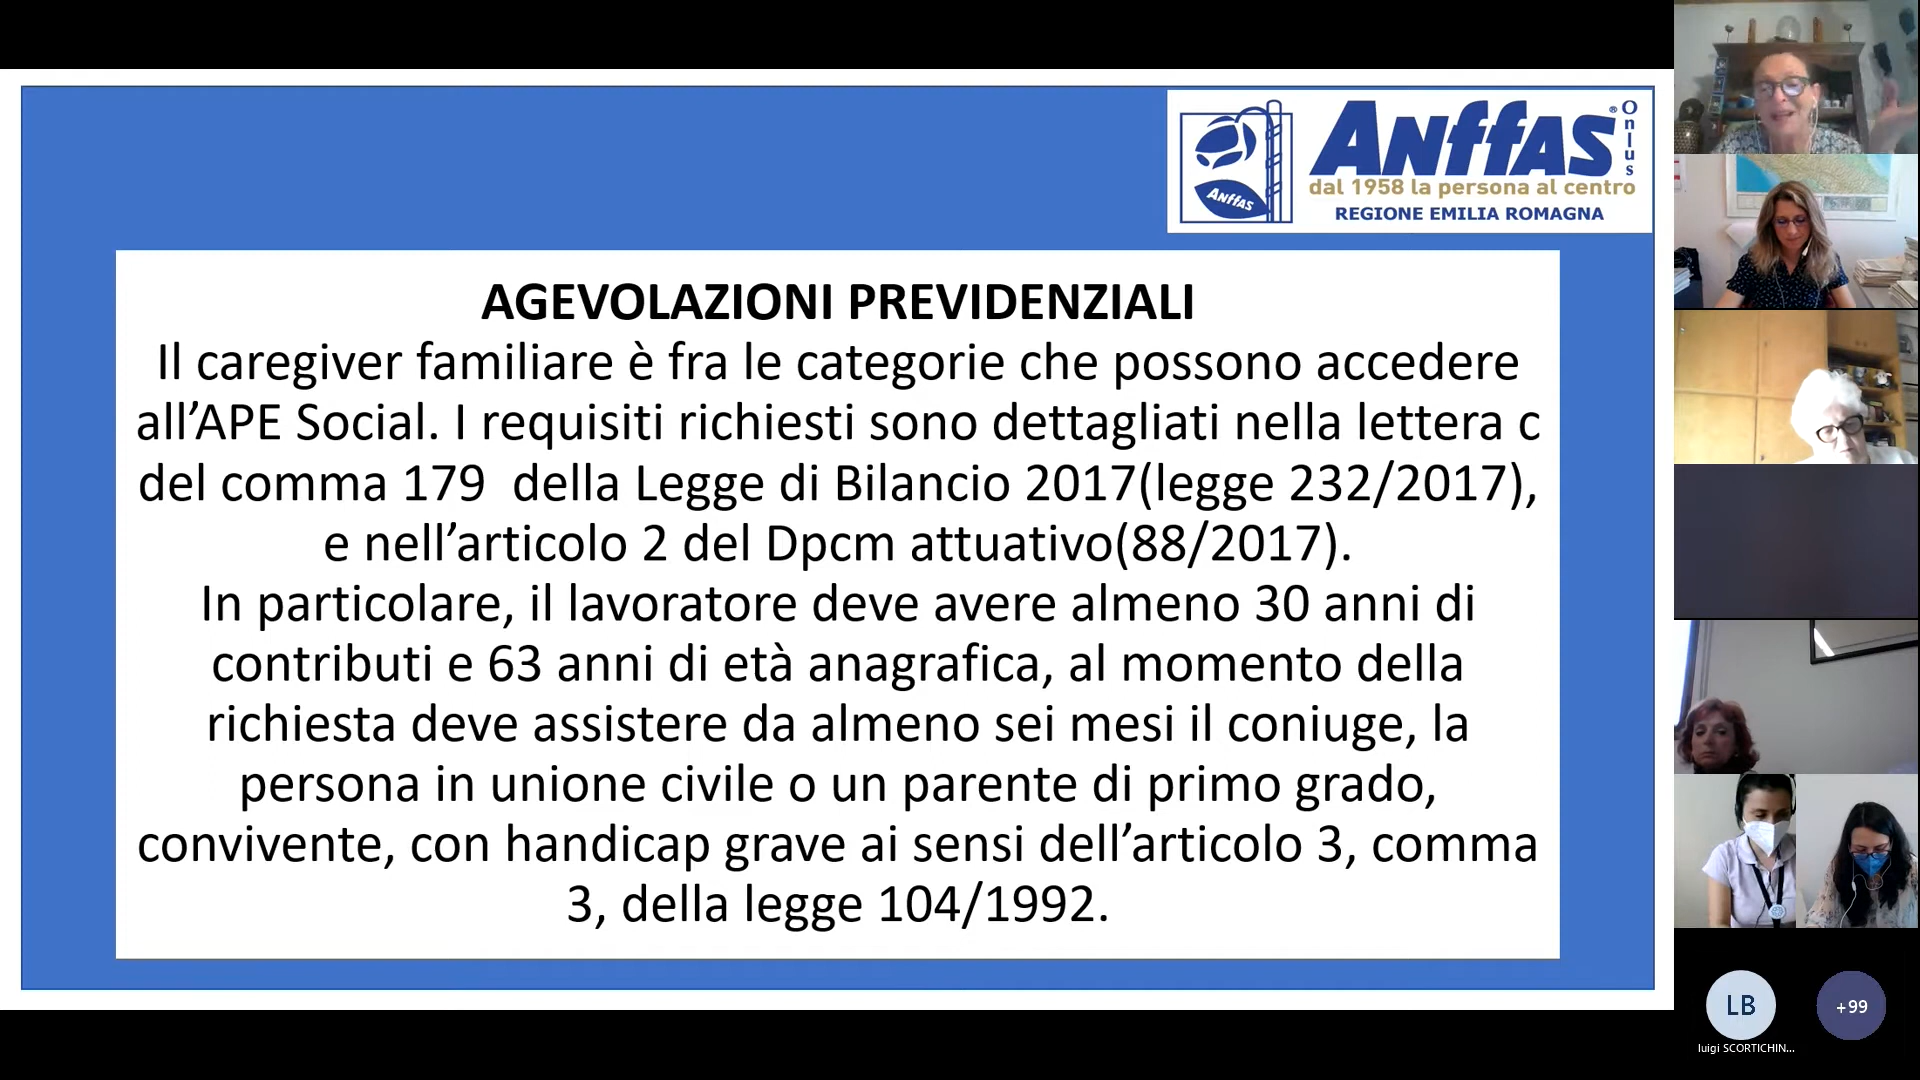 Anffas
®
Onlus
Anffas
dal 1958 la persona al centro
REGIONE EMILIA ROMAGNA
AGEVOLAZIONI PREVIDENZIALI
Il caregiver familiare è fra le categorie che possono accedere
all’APE Social. I requisiti richiesti sono dettagliati nella lettera c
del comma 179 della Legge di Bilancio 2017(legge 232/2017),
e nell’articolo 2 del Dpcm attuativo(88/2017).
In particolare, il lavoratore deve avere almeno 30 anni di
contributi e 63 anni di età anagrafica, al momento della
richiesta deve assistere da almeno sei mesi il coniuge, la
persona in unione civile o un parente di primo grado,
convivente, con handicap grave ai sensi dell’articolo 3, comma
3, della legge 104/1992.
LB
+99
luigi SCORTICHIN...